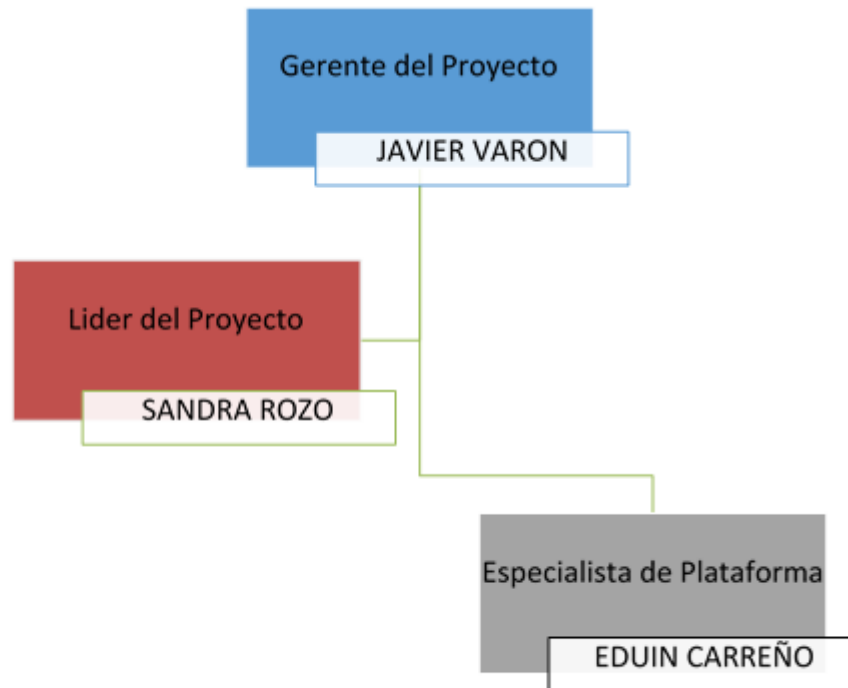 Gerente del Proyecto
JAVIER VARON
Lider del Proyecto
SANDRA ROZO
Especialista de Plataforma
EDUIN CARREÑO